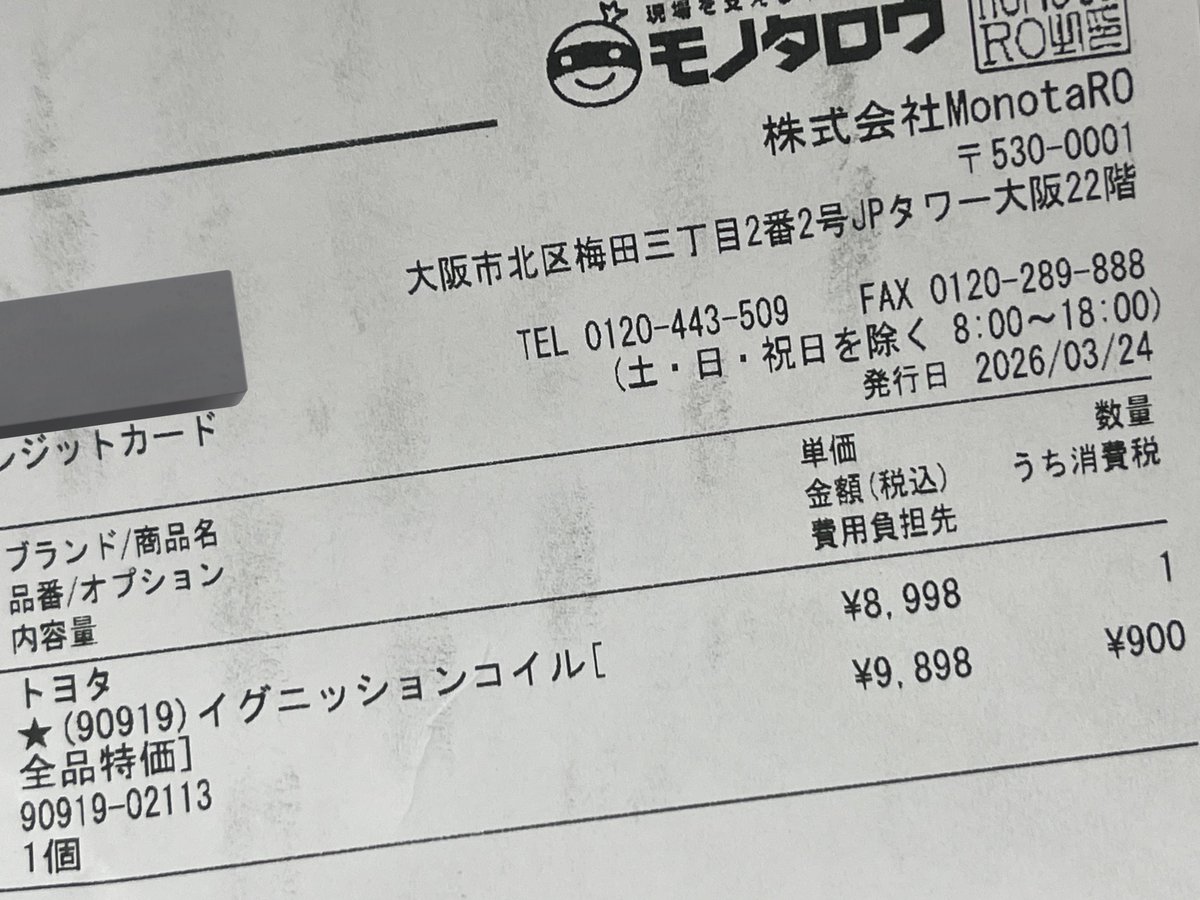 現場を支える
モノタロウ
株式会社MonotaRO
〒530-0001
大阪市北区梅田三丁目2番2号JPタワー大阪22階
TEL 0120-443-509 FAX 0120-289-888
(土・日・祝日を除く 8:00～18:00)
発行日 2026/03/24
レジットカード
数量
単価
うち消費税
金額(税込)
費用負担先
ブランド/商品名
品番/オプション
内容量
¥8,998 1
¥9,898 ¥900
トヨタ
★(90919)イグニッションコイル[
全品特価]
90919-02113
1個